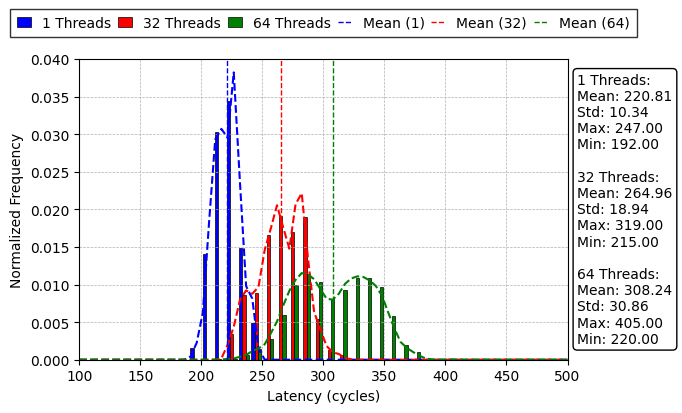 1 Threads 32 Threads 64 Threads Mean (1) Mean (32) Mean (64)
0.040
0.035
0.030
0.025
0.020
0.015
0.010
0.005
0.000
Normalized Frequency
100 150 200 250 300 350 400 450 500
Latency (cycles)
1 Threads:
Mean: 220.81
Std: 10.34
Max: 247.00
Min: 192.00
32 Threads:
Mean: 264.96
Std: 18.94
Max: 319.00
Min: 215.00
64 Threads:
Mean: 308.24
Std: 30.86
Max: 405.00
Min: 220.00